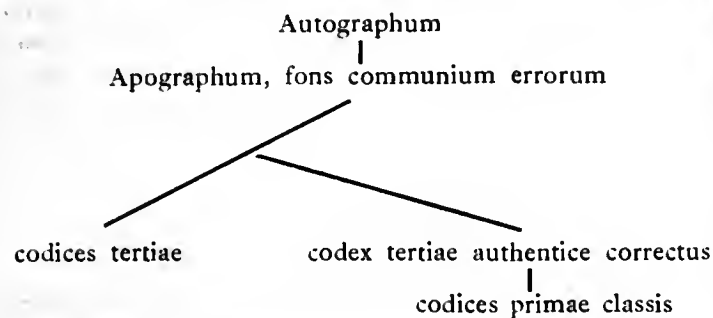 Autographum
Apographum, fons communium errorum
codices tertiae
codex tertiae authentice correctus
codices primae classis